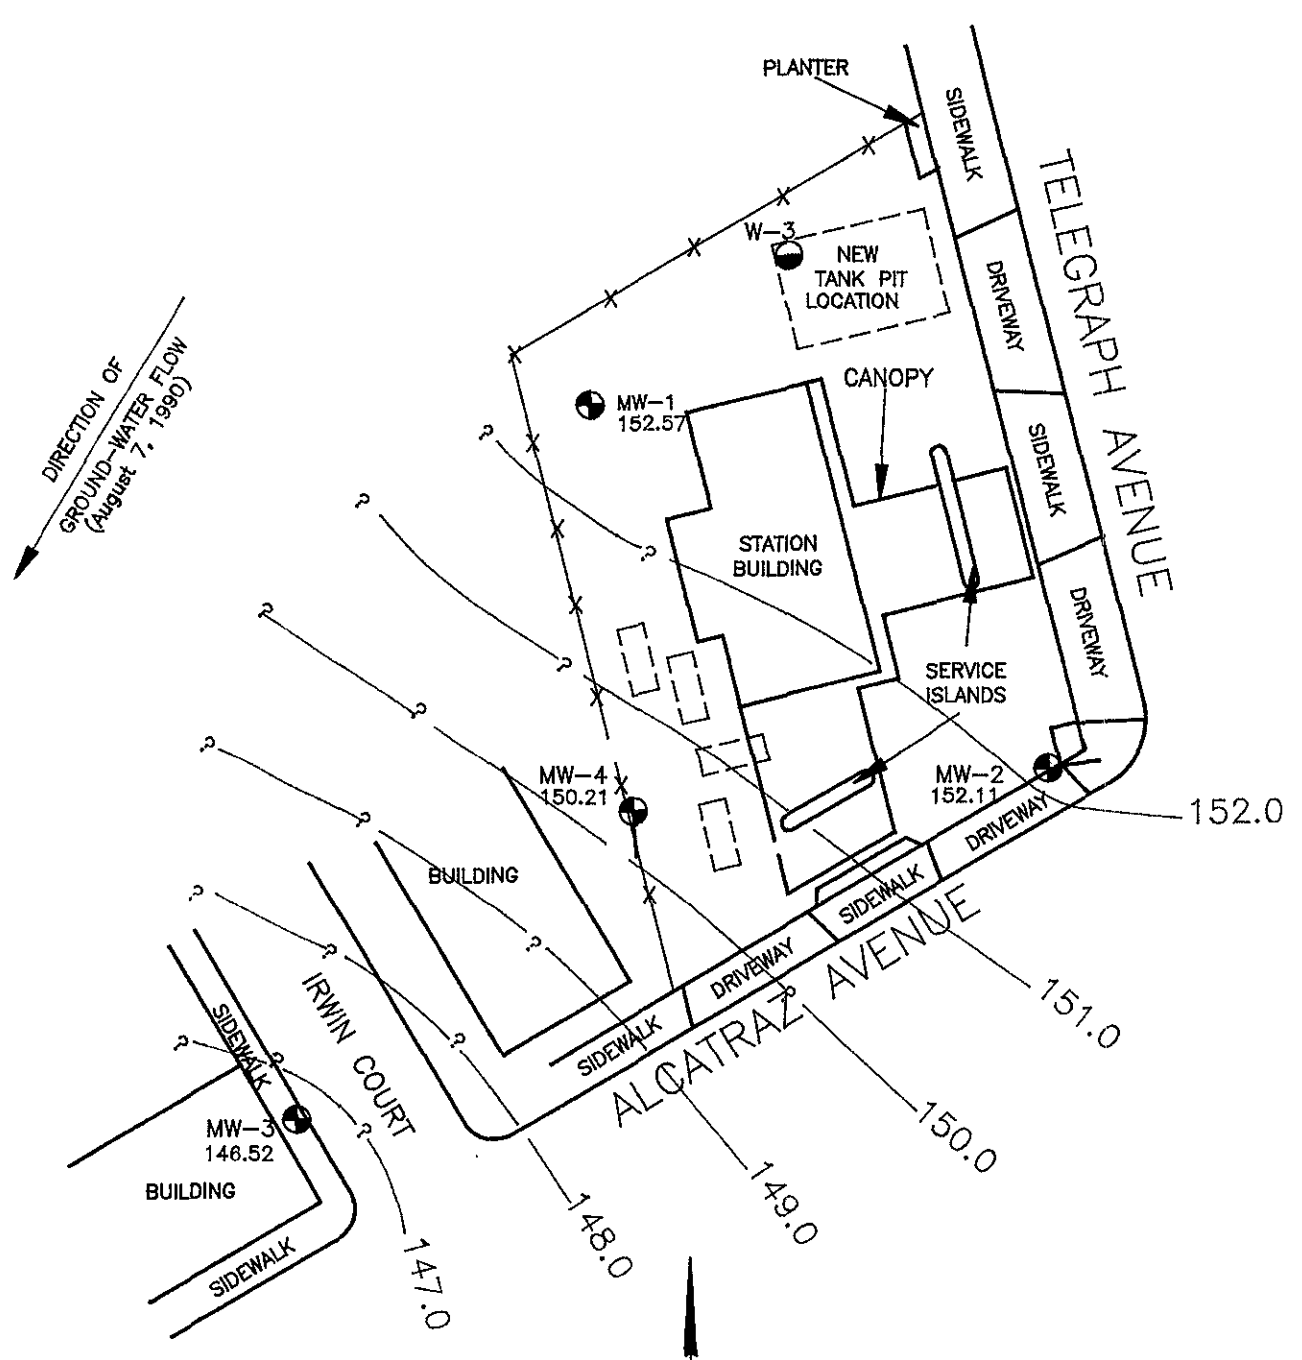 PLANTER
SIDEWALK
TELEGRAPH AVENUE
W-3
NEW
TANK PIT
LOCATION
DRIVEWAY
DIRECTION OF
GROUND-WATER FLOW
(August 7, 1990)
CANOPY
MW-1
152.57
?
?
SIDEWALK
STATION
BUILDING
?
?
?
DRIVEWAY
SERVICE
ISLANDS
?
?
MW-4
150.21
MW-2
152.11
152.0
?
DRIVEWAY
BUILDING
SIDEWALK
?
?
?
DRIVEWAY
ALCATRAZ AVENUE
?
151.0
IRWIN COURT
SIDEWALK
?
?
?
SIDEWALK
150.0
MW-3
146.52
?
BUILDING
149.0
148.0
SIDEWALK
147.0